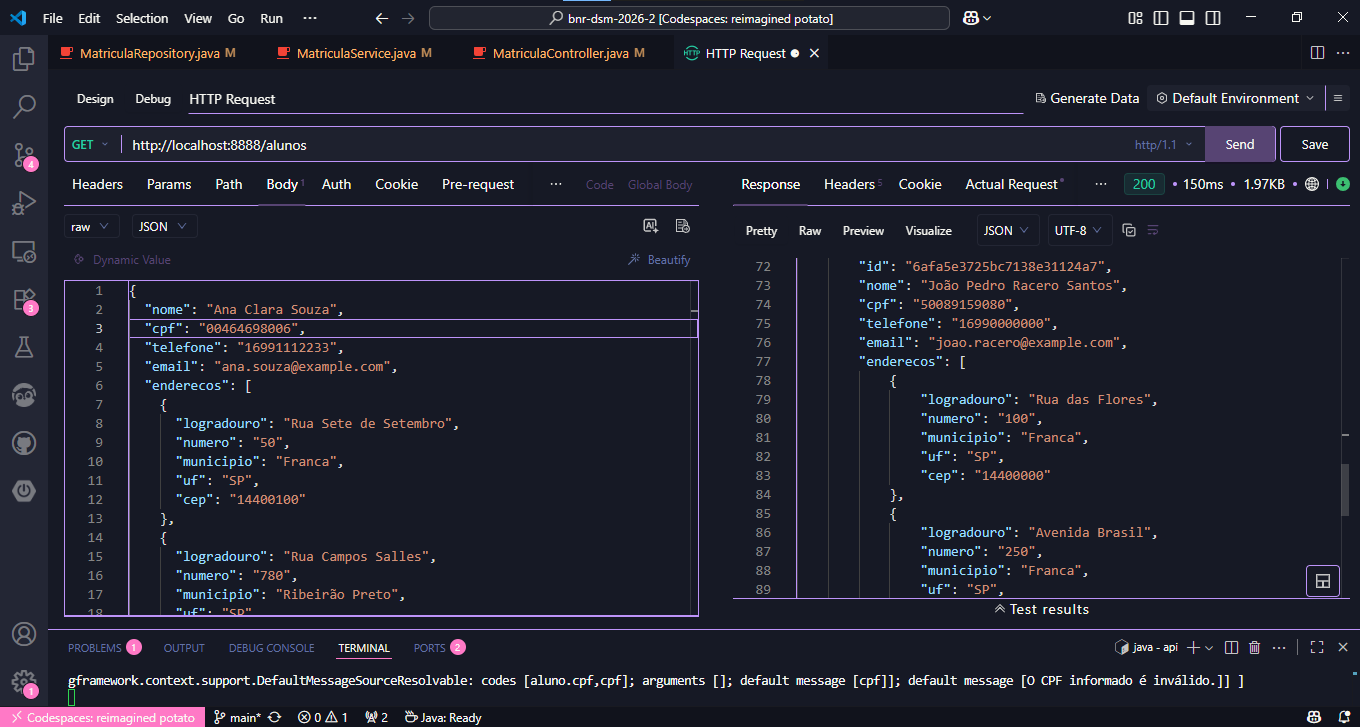 File Edit Selection View Go Run ··· bnr-dsm-2026-2 [Codespaces: reimagined potato]
MatriculaRepository.java M MatriculaService.java M MatriculaController.java M HTTP HTTP Request
Design Debug HTTP Request Generate Data Default Environment
GET http://localhost:8888/alunos http/1.1 Send Save
Headers Params Path Body 1 Auth Cookie Pre-request ··· Code Global Body
Response Headers 5 Cookie Actual Request ··· 200 • 150ms • 1.97KB •
raw JSON
Pretty Raw Preview Visualize JSON UTF-8
Dynamic Value Beautify
1 {
2 "nome": "Ana Clara Souza",
3 "cpf": "00464698006",
4 "telefone": "16991112233",
5 "email": "ana.souza@example.com",
6 "enderecos": [
7 {
8 "logradouro": "Rua Sete de Setembro",
9 "numero": "50",
10 "municipio": "Franca",
11 "uf": "SP",
12 "cep": "14400100"
13 },
14 {
15 "logradouro": "Rua Campos Salles",
16 "numero": "780",
17 "municipio": "Ribeirão Preto",
18 "uf": "SP"
72 "id": "6afa5e3725bc7138e31124a7",
73 "nome": "João Pedro Racero Santos",
74 "cpf": "50089159080",
75 "telefone": "16990000000",
76 "email": "joao.racero@example.com",
77 "enderecos": [
78 {
79 "logradouro": "Rua das Flores",
80 "numero": "100",
81 "municipio": "Franca",
82 "uf": "SP",
83 "cep": "14400000"
84 },
85 {
86 "logradouro": "Avenida Brasil",
87 "numero": "250",
88 "municipio": "Franca",
89 "uf": "SP",
Test results
PROBLEMS 1 OUTPUT DEBUG CONSOLE TERMINAL PORTS 2 java - api
gframework.context.support.DefaultMessageSourceResolvable: codes [aluno.cpf,cpf]; arguments []; default message [cpf]]; default message [O CPF informado é inválido.]] ]
4
3
1
Codespaces: reimagined potato main* 0 1 2 Java: Ready